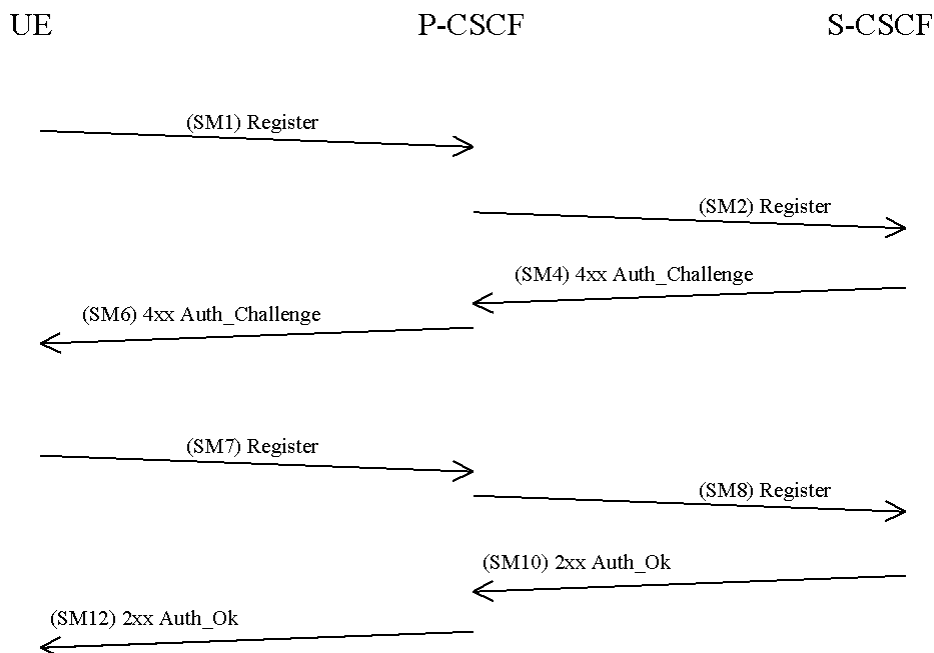 UE P-CSCF S-CSCF
(SM1) Register
(SM2) Register
(SM4) 4xx Auth_Challenge
(SM6) 4xx Auth_Challenge
(SM7) Register
(SM8) Register
(SM10) 2xx Auth_Ok
(SM12) 2xx Auth_Ok